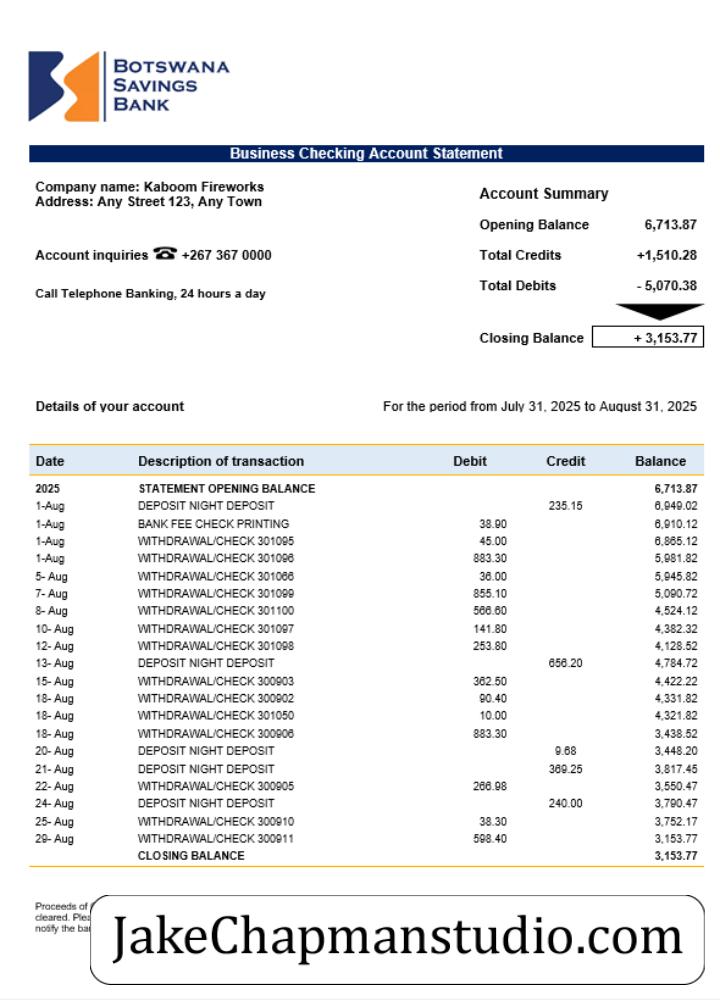 BOTSWANA
SAVINGS
BANK
Business Checking Account Statement
Company name: Kaboom Fireworks
Address: Any Street 123, Any Town
Account inquiries ☎ +267 367 0000
Call Telephone Banking, 24 hours a day
Account Summary
Opening Balance 6,713.87
Total Credits +1,510.28
Total Debits - 5,070.38
Closing Balance + 3,153.77
Details of your account For the period from July 31, 2025 to August 31, 2025
Date Description of transaction Debit Credit Balance
2025 STATEMENT OPENING BALANCE 6,713.87
1-Aug DEPOSIT NIGHT DEPOSIT 235.15 6,949.02
1-Aug BANK FEE CHECK PRINTING 38.90 6,910.12
1-Aug WITHDRAWAL/CHECK 301095 45.00 6,865.12
1-Aug WITHDRAWAL/CHECK 301096 883.30 5,981.82
5- Aug WITHDRAWAL/CHECK 301066 36.00 5,945.82
7- Aug WITHDRAWAL/CHECK 301099 855.10 5,090.72
8- Aug WITHDRAWAL/CHECK 301100 566.60 4,524.12
10- Aug WITHDRAWAL/CHECK 301097 141.80 4,382.32
12- Aug WITHDRAWAL/CHECK 301098 253.80 4,128.52
13- Aug DEPOSIT NIGHT DEPOSIT 656.20 4,784.72
15- Aug WITHDRAWAL/CHECK 300903 362.50 4,422.22
18- Aug WITHDRAWAL/CHECK 300902 90.40 4,331.82
18- Aug WITHDRAWAL/CHECK 301050 10.00 4,321.82
18- Aug WITHDRAWAL/CHECK 300906 883.30 3,438.52
20- Aug DEPOSIT NIGHT DEPOSIT 9.68 3,448.20
21- Aug DEPOSIT NIGHT DEPOSIT 369.25 3,817.45
22- Aug WITHDRAWAL/CHECK 300905 266.98 3,550.47
24- Aug DEPOSIT NIGHT DEPOSIT 240.00 3,790.47
25- Aug WITHDRAWAL/CHECK 300910 38.30 3,752.17
29- Aug WITHDRAWAL/CHECK 300911 598.40 3,153.77
CLOSING BALANCE 3,153.77
Proceeds of
cleared.
notify the
JakeChapmanstudio.com